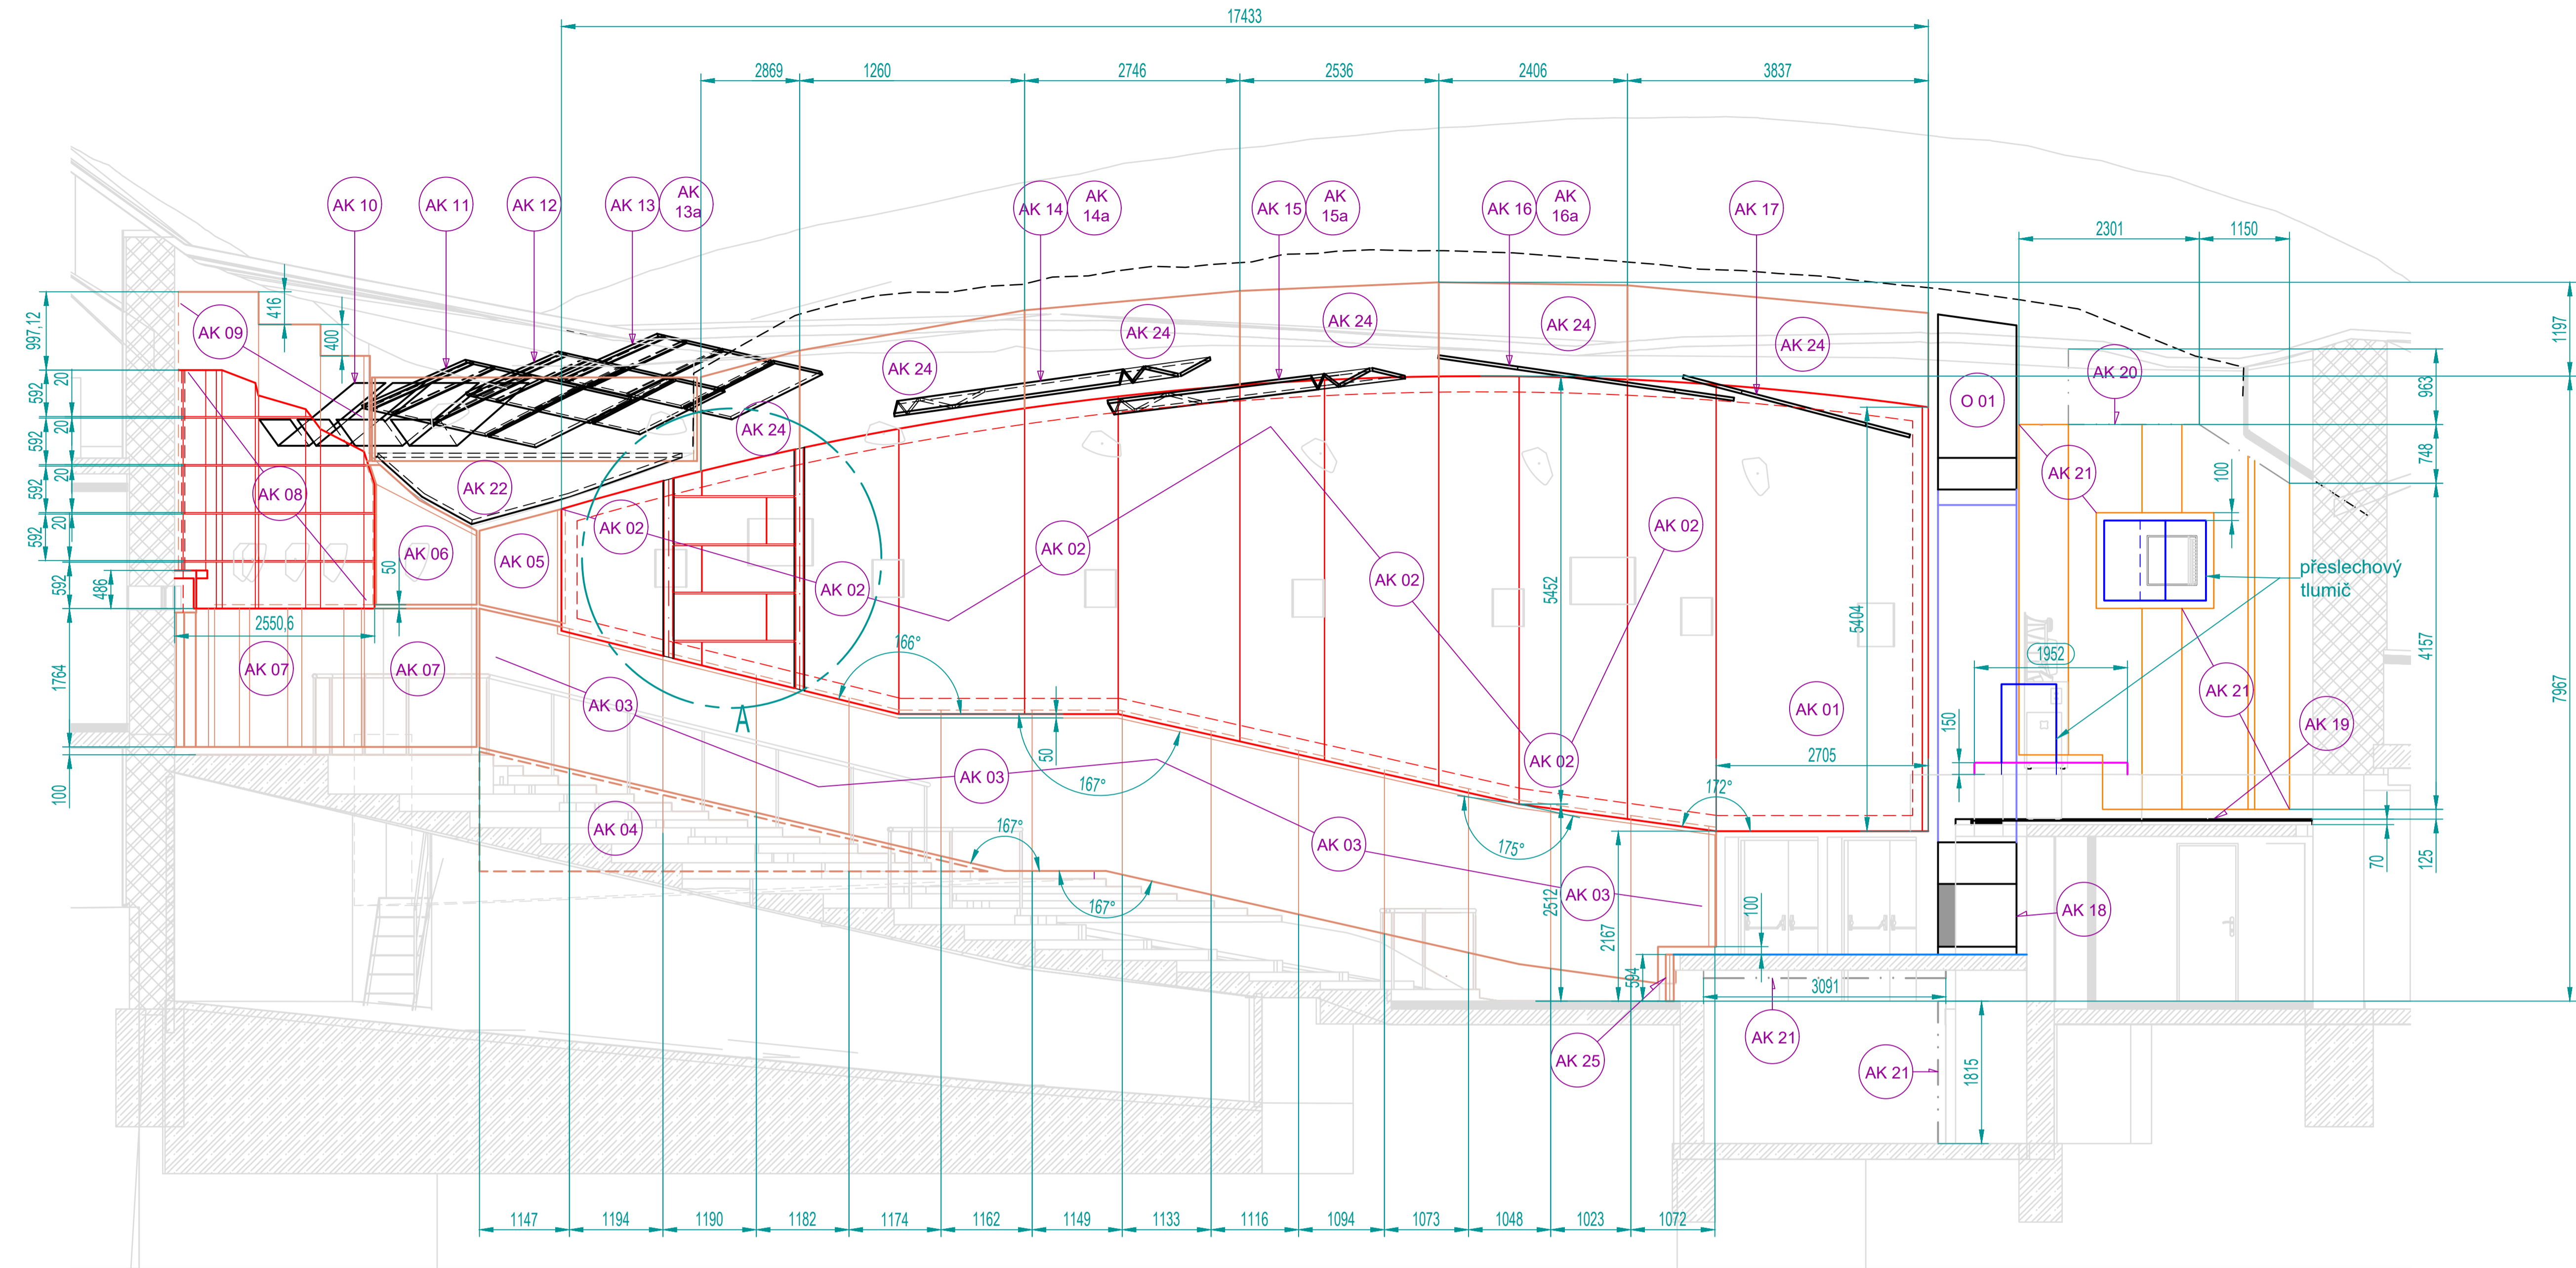 17433
2869
1260
2746
2536
2406
3837
AK 10
AK 11
AK 12
AK 13
AK
13a
AK 14
AK
14a
AK 15
AK
15a
AK 16
AK
16a
AK 17
2301
1150
997,12
416
400
AK 09
AK 24
AK 24
AK 24
AK 24
AK 24
AK 24
1197
963
AK 20
O 01
592
20
592
20
592
20
592
20
592
486
AK 08
AK 22
AK 02
AK 02
AK 02
AK 02
AK 02
AK 02
AK 21
748
100
AK 06
AK 05
50
přeslechový
tlumič
2550,6
AK 07
AK 07
1764
100
AK 03
A
166°
50
167°
AK 03
5452
5404
AK 01
2705
172°
175°
1952
150
AK 21
AK 19
4157
7967
AK 04
167°
167°
AK 03
AK 03
2512
2167
594
100
70
125
AK 18
3091
AK 25
AK 21
AK 21
1815
1147
1194
1190
1182
1174
1162
1149
1133
1116
1094
1073
1048
1023
1072